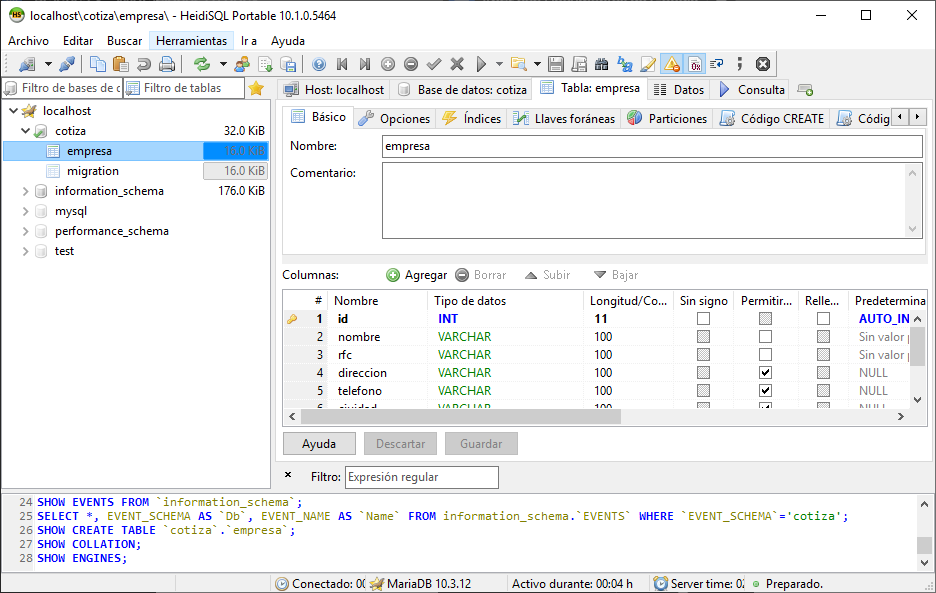 localhost\cotiza\empresa\ - HeidiSQL Portable 10.1.0.5464
Archivo Editar Buscar Herramientas Ir a Ayuda
Filtro de bases de c Filtro de tablas
Host: localhost Base de datos: cotiza Tabla: empresa Datos Consulta
localhost
cotiza 32.0 KiB
empresa 16.0 KiB
migration 16.0 KiB
information_schema 176.0 KiB
mysql
performance_schema
test
Básico Opciones Índices Llaves foráneas Particiones Código CREATE Códig
Nombre: empresa
Comentario:
Columnas: Agregar Borrar Subir Bajar
# Nombre Tipo de datos Longitud/Co... Sin signo Permitir... Relle... Predetermina
1 id INT 11 AUTO_IN
2 nombre VARCHAR 100 Sin valor
3 rfc VARCHAR 100 Sin valor
4 direccion VARCHAR 100 NULL
5 telefono VARCHAR 100 NULL
6 ciudad VARCHAR 100 NULL
Ayuda Descartar Guardar
Filtro: Expresión regular
24 SHOW EVENTS FROM `information_schema`;
25 SELECT *, EVENT_SCHEMA AS `Db`, EVENT_NAME AS `Name` FROM information_schema.`EVENTS` WHERE `EVENT_SCHEMA`='cotiza';
26 SHOW CREATE TABLE `cotiza`.`empresa`;
27 SHOW COLLATION;
28 SHOW ENGINES;
Conectado: 00 MariaDB 10.3.12 Activo durante: 00:04 h Server time: 02 Preparado.